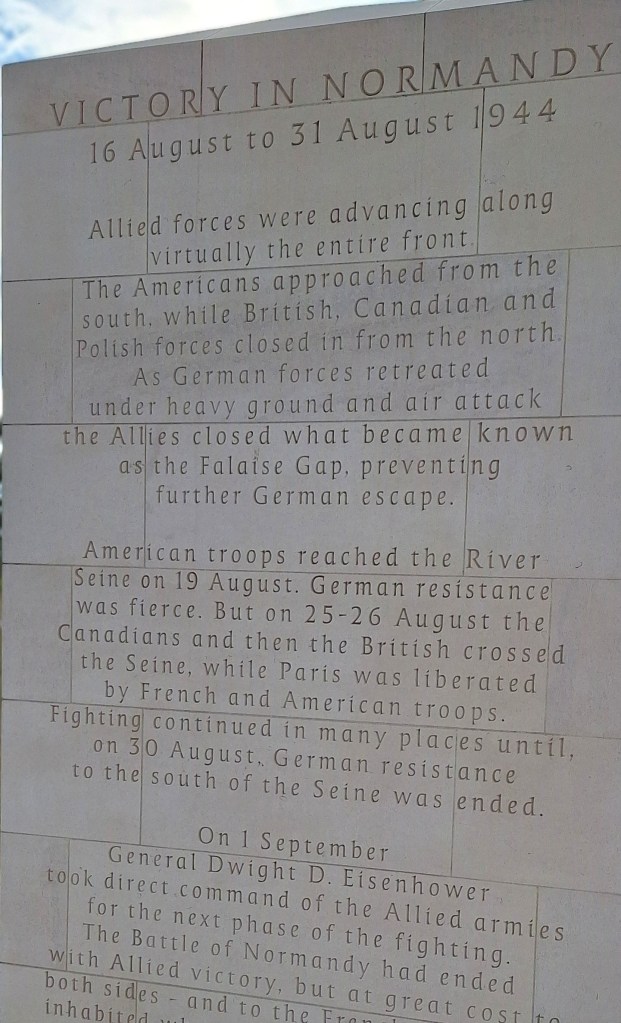 VICTORY IN NORMANDY
16 August to 31 August 1944
Allied forces were advancing along
virtually the entire front.
The Americans approached from the
south, while British, Canadian and
Polish forces closed in from the north.
As German forces retreated
under heavy ground and air attack
the Allies closed what became known
as the Falaise Gap, preventing
further German escape.
American troops reached the River
Seine on 19 August. German resistance
was fierce. But on 25-26 August the
Canadians and then the British crossed
the Seine, while Paris was liberated
by French and American troops.
Fighting continued in many places until,
on 30 August, German resistance
to the south of the Seine was ended.
On 1 September
General Dwight D. Eisenhower
took direct command of the Allied armies
for the next phase of the fighting.
The Battle of Normandy had ended
with Allied victory, but at great cost to
both sides - and to the
inhabited